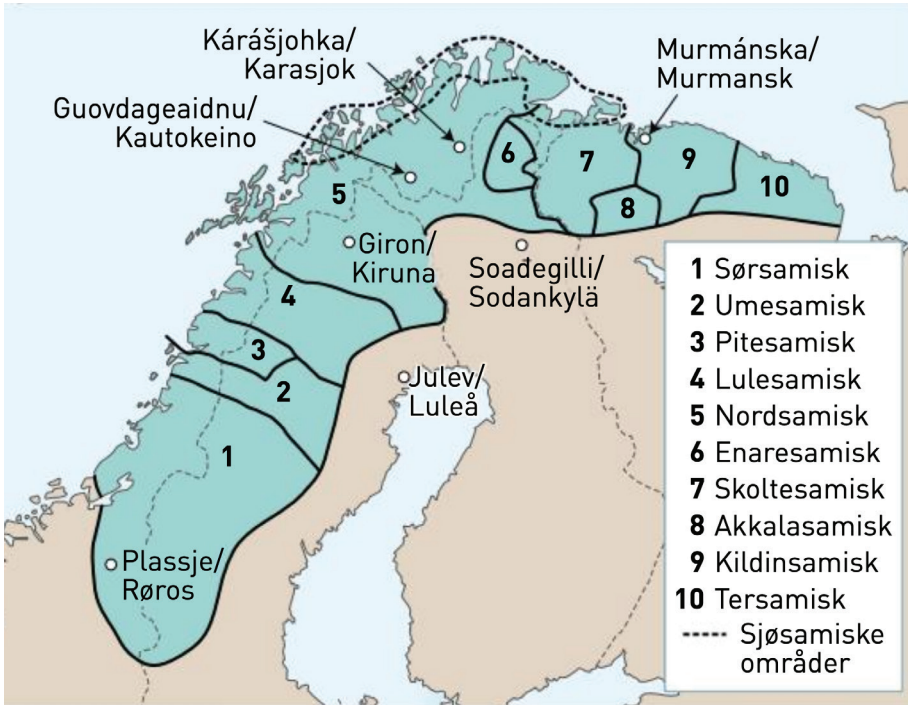 Kárášjohka/
Karasjok
Murmánska/
Murmansk
Guovdageaidnu/
Kautokeino
6
7
9
10
5
8
Giron/
Kiruna
Soadegilli/
Sodankylä
4
3
2
Julev/
Luleå
1
Plassje/
Røros
1 Sørsamisk
2 Umesamisk
3 Pitesamisk
4 Lulesamisk
5 Nordsamisk
6 Enaresamisk
7 Skoltesamisk
8 Akkalasamisk
9 Kildinsamisk
10 Tersamisk
Sjøsamiske
områder